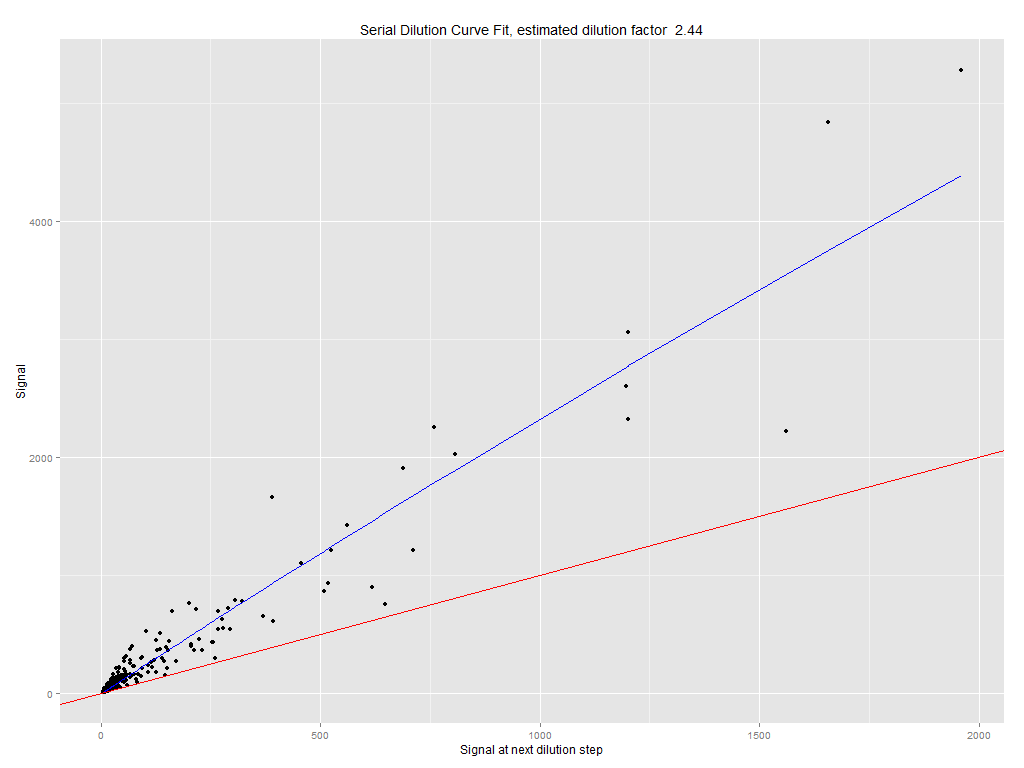 Serial Dilution Curve Fit, estimated dilution factor  2.44
4000
2000
0
Signal
0
500
1000
1500
2000
Signal at next dilution step